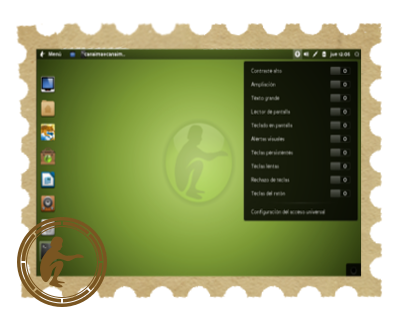 Menú
jue 12:05
Contraste alto
Ampliación
Texto grande
Lector de pantalla
Teclado en pantalla
Alertas visuales
Teclas persistentes
Teclas lentas
Rechazo de teclas
Teclas del ratón
Configuración del acceso universal